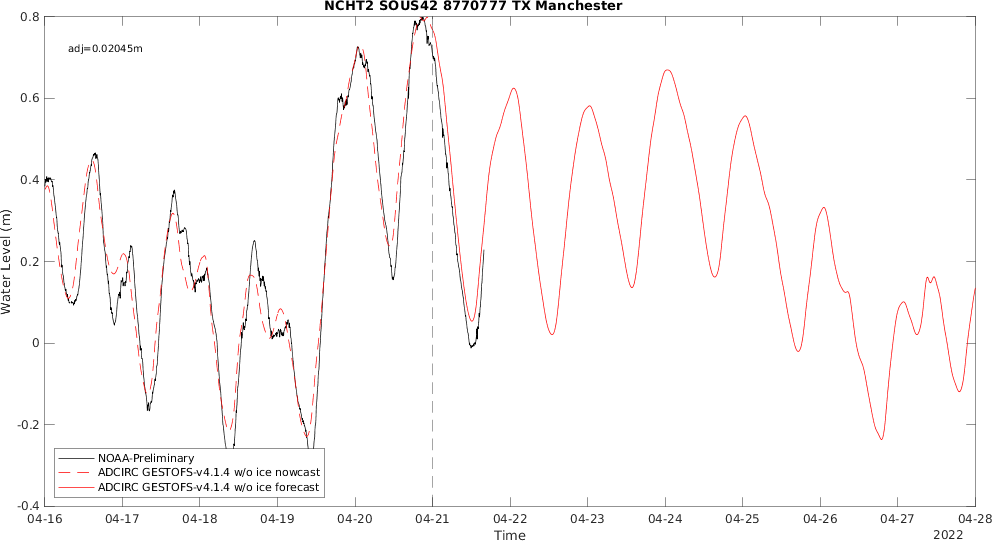 NCHT2 SOUS42 8770777 TX Manchester
adj=0.02045m
0.8
0.6
0.4
0.2
0
-0.2
-0.4
Water Level (m)
NOAA-Preliminary
ADCIRC GESTOFS-v4.1.4 w/o ice nowcast
ADCIRC GESTOFS-v4.1.4 w/o ice forecast
04-16 04-17 04-18 04-19 04-20 04-21 04-22 04-23 04-24 04-25 04-26 04-27 04-28
Time
2022